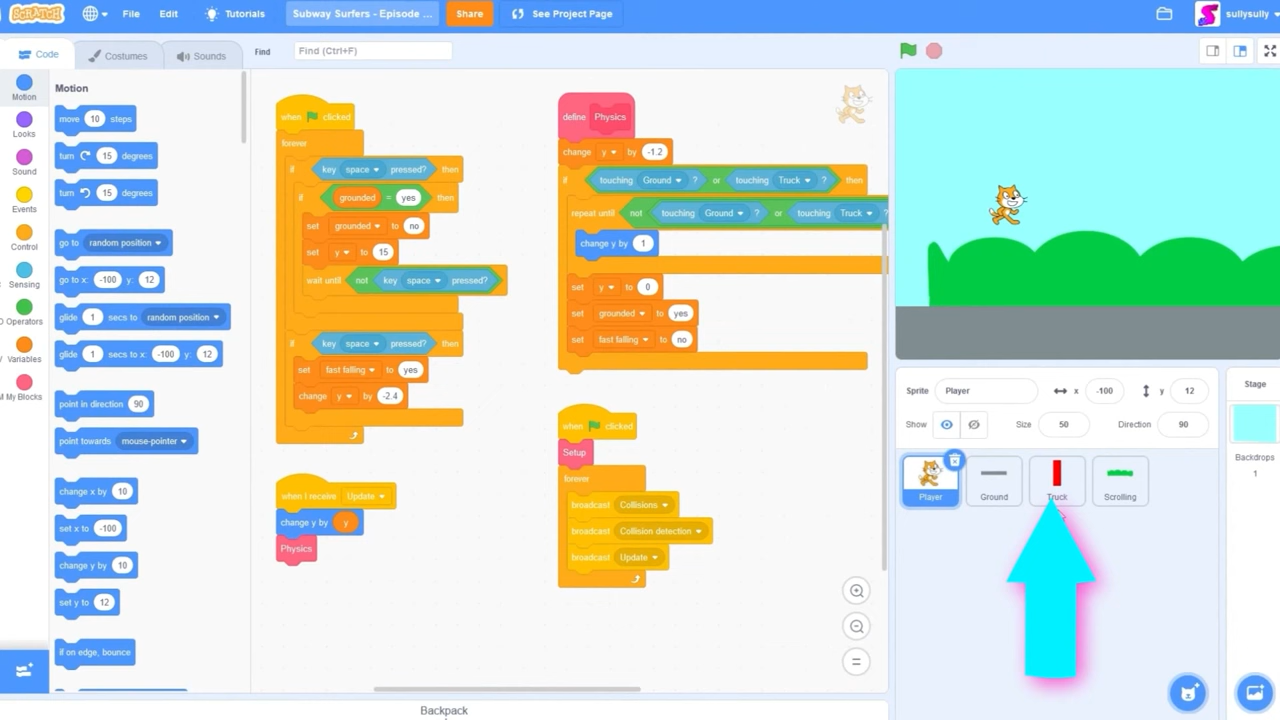 SCRATCH
File
Edit
Tutorials
Subway Surfers - Episode ...
Share
See Project Page
sullysully
Code
Costumes
Sounds
Find
Find (Ctrl+F)
Motion
Looks
Sound
Events
Control
Sensing
Operators
Variables
My Blocks
Motion
move 10 steps
turn 15 degrees
turn 15 degrees
go to random position
go to x: -100 y: 12
glide 1 secs to random position
glide 1 secs to x: -100 y: 12
point in direction 90
point towards mouse-pointer
change x by 10
set x to -100
change y by 10
set y to 12
if on edge, bounce
when clicked
forever
if key space pressed? then
if grounded = yes then
set grounded to no
set y to 15
wait until not key space pressed?
if key space pressed? then
set fast falling to yes
change y by -2.4
when I receive Update
change y by y
Physics
define Physics
change y by -1.2
if touching Ground ? or touching Truck ? then
repeat until not touching Ground ? or touching Truck ?
change y by 1
set y to 0
set grounded to yes
set fast falling to no
when clicked
Setup
forever
broadcast Collisions
broadcast Collision detection
broadcast Update
Backpack
Sprite Player x -100 y 12
Show Size 50 Direction 90
Player
Ground
Truck
Scrolling
Stage
Backdrops
1